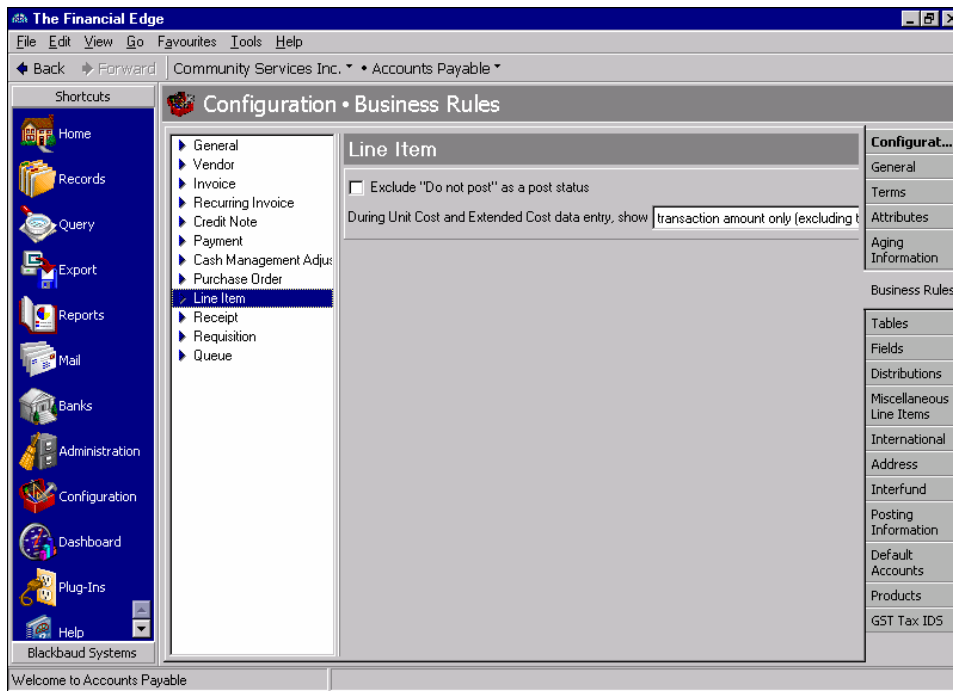 The Financial Edge
File Edit View Go Favourites Tools Help
Back Forward Community Services Inc. • Accounts Payable
Shortcuts
Home
Records
Query
Export
Reports
Mail
Banks
Administration
Configuration
Dashboard
Plug-Ins
Help
Blackbaud Systems
Configuration • Business Rules
General
Vendor
Invoice
Recurring Invoice
Credit Note
Payment
Cash Management Adjus
Purchase Order
Line Item
Receipt
Requisition
Queue
Line Item
Exclude "Do not post" as a post status
During Unit Cost and Extended Cost data entry, show transaction amount only (excluding t
Configurat...
General
Terms
Attributes
Aging
Information
Business Rules
Tables
Fields
Distributions
Miscellaneous
Line Items
International
Address
Interfund
Posting
Information
Default
Accounts
Products
GST Tax IDS
Welcome to Accounts Payable